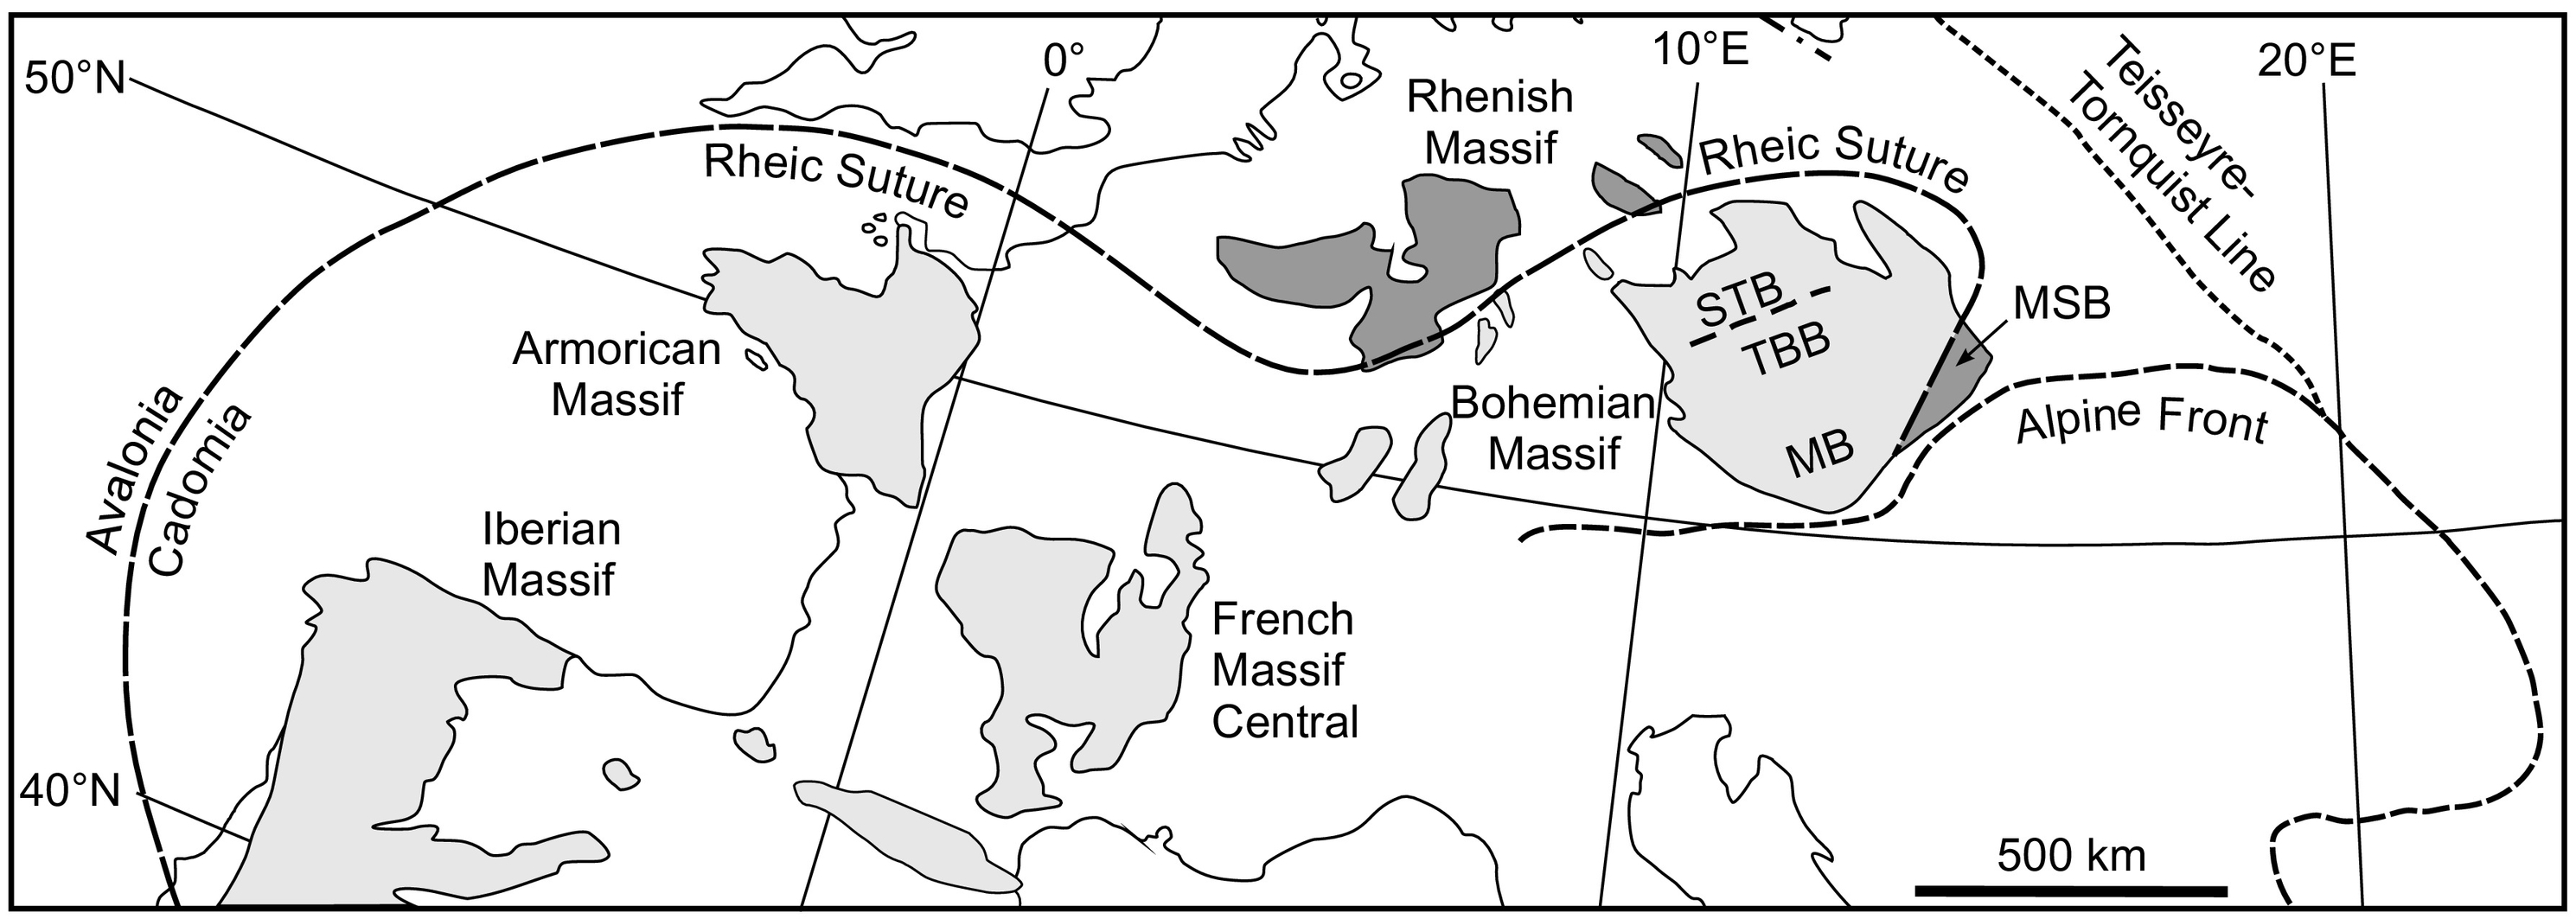 50°N
0°
10°E
20°E
Teisseyre-
Tornquist Line
Rhenish
Massif
Rheic Suture
Rheic Suture
STB
TBB
MSB
Armorican
Massif
Bohemian
Massif
MB
Alpine Front
Avalonia
Cadomia
Iberian
Massif
French
Massif
Central
40°N
500 km